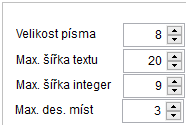 Velikost písma 8
Max. šířka textu 20
Max. šířka integer 9
Max. des. míst 3